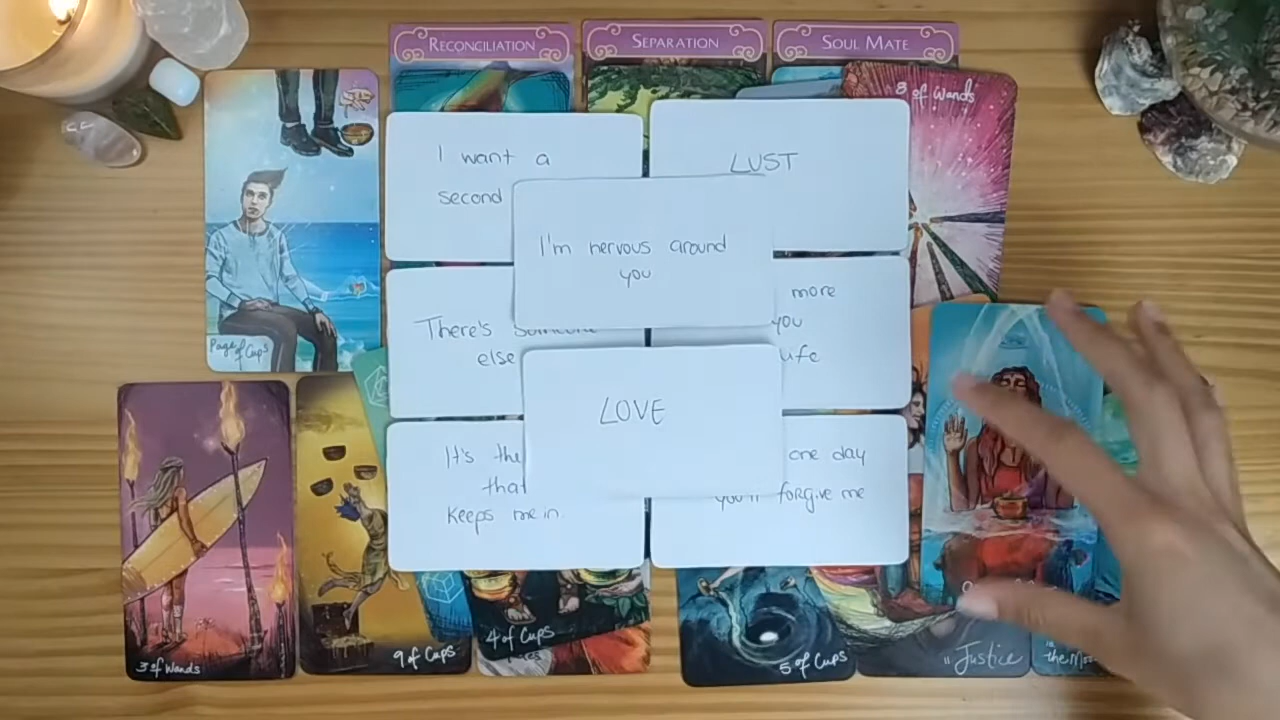 RECONCILIATION
SEPARATION
SOUL MATE
8 of Wands
I want a
second
LUST
I'm nervous around
you
more
you
life
There's someone
else
Page of Cups
LOVE
It's the
that
keeps me in.
one day
you'll forgive me
3 of Wands
9 of Cups
4 of Cups
5 of Cups
11 Justice